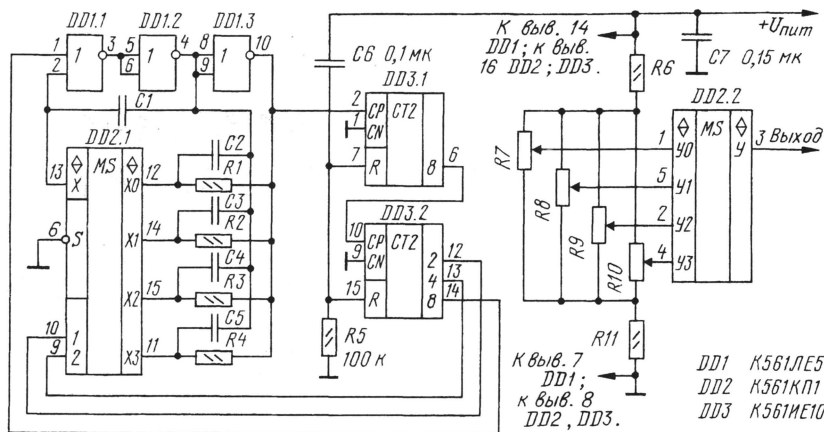 DD1.1
DD1.2
DD1.3
1
2
1
3
5
6
1
4
8
9
1
10
C1
DD2.1
13
X
MS
6
S
10
1
9
2
X0
12
X1
14
X2
15
X3
11
C2
R1
C3
R2
C4
R3
C5
R4
C6 0,1 мк
DD3.1
2
CP
CT2
1
CN
7
R
8
6
DD3.2
10
CP
CT2
9
CN
15
R
2
12
4
13
8
14
R5
100 к
К выв. 14
DD1; к выв.
16 DD2; DD3.
+Uпит
C7 0,15 мк
R6
R7
R8
R9
R10
DD2.2
1
Y0
MS
Y
3 Выход
5
Y1
2
Y2
4
Y3
R11
К выв. 7
DD1;
к выв. 8
DD2, DD3.
DD1 К561ЛЕ5
DD2 К561КП1
DD3 К561ИЕ10